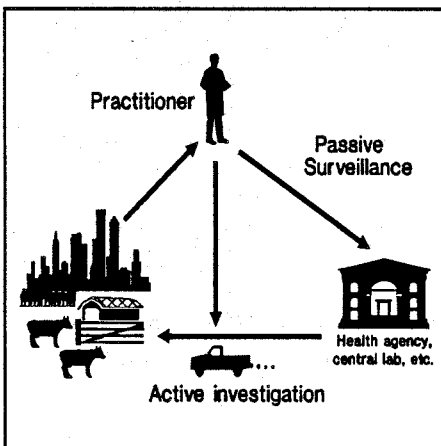 Practitioner
Passive
Surveillance
Health agency,
central lab, etc.
Active investigation